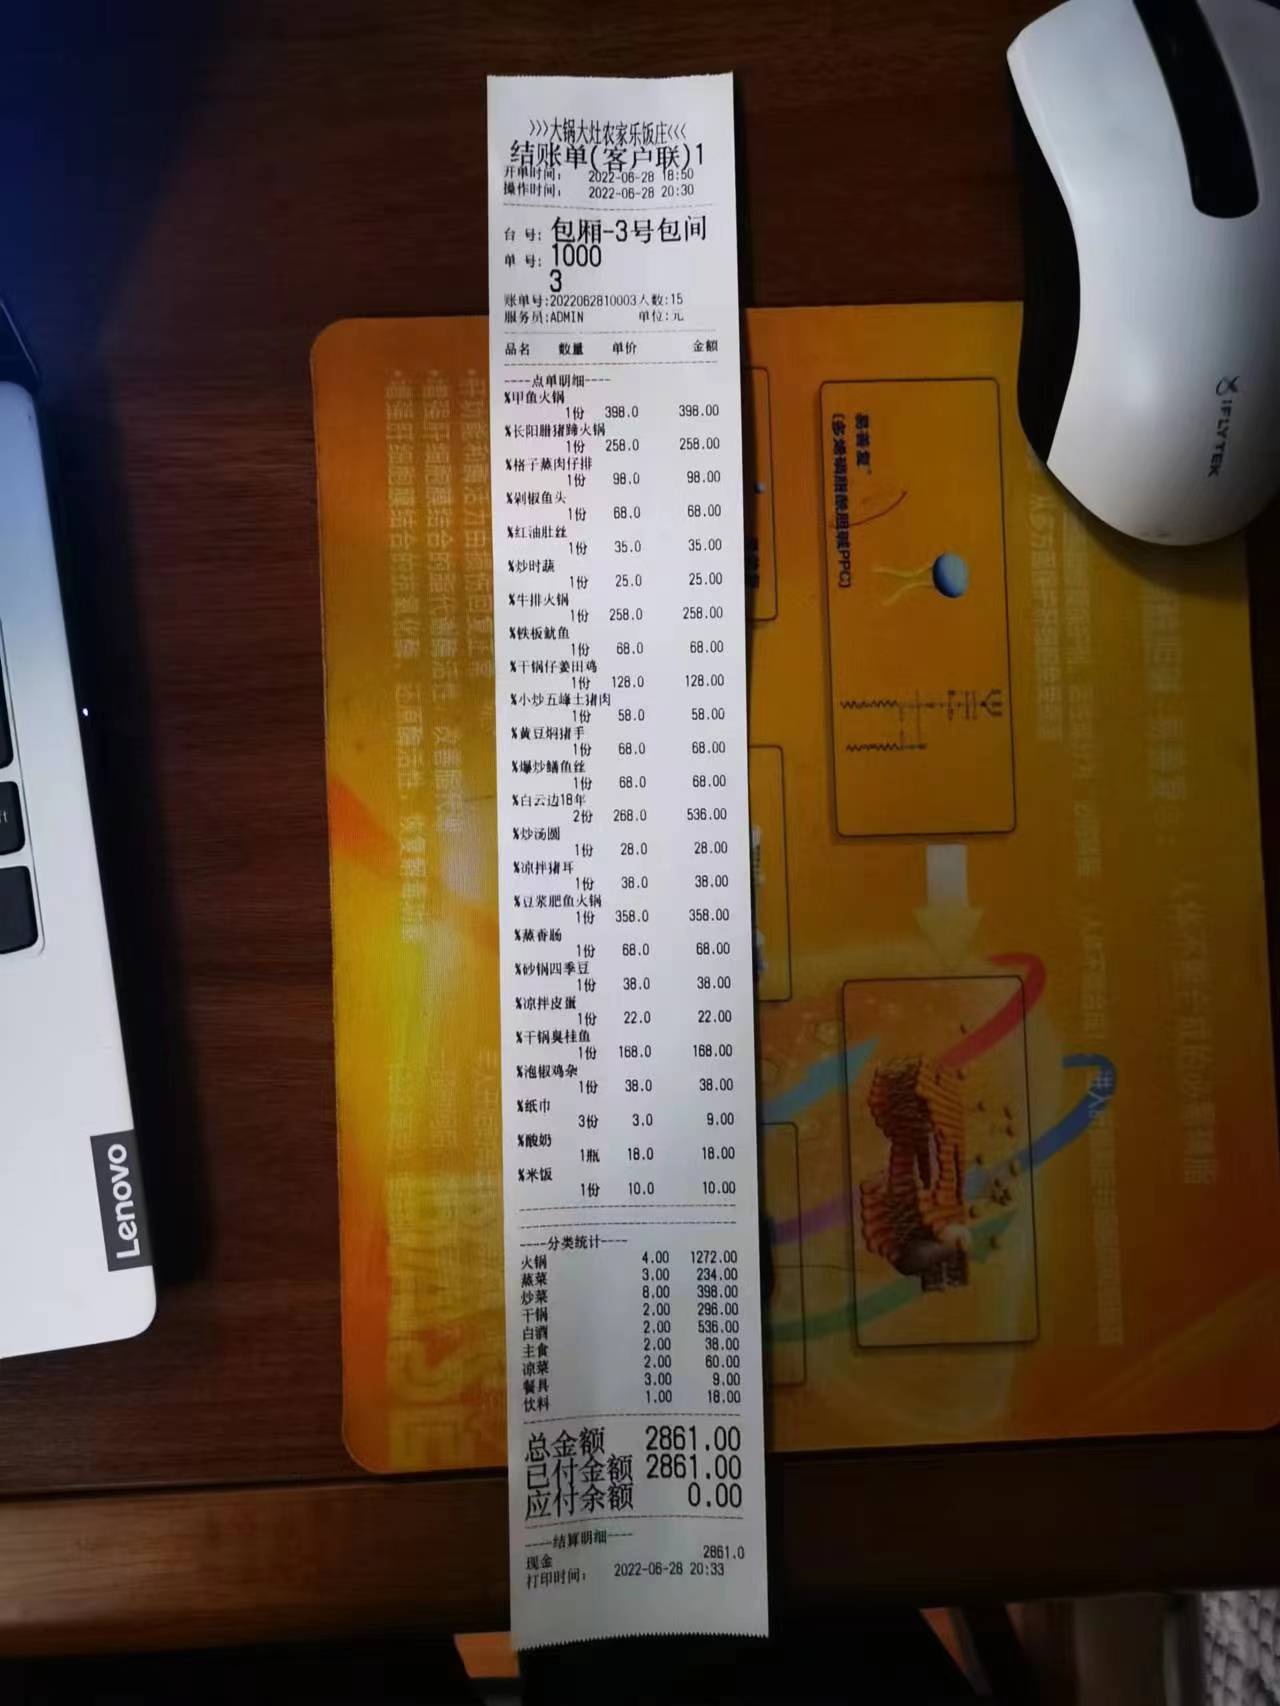 >>>大锅大灶农家乐饭庄<<<
结账单(客户联)1
开单时间: 2022-06-28 18:50
操作时间: 2022-06-28 20:30
台 号: 包厢-3号包间
单 号: 1000
3
账单号:2022062810003 人数:15
服务员:ADMIN 单位:元
品名 数量 单价 金额
----点单明细----
%甲鱼火锅
1份 398.0 398.00
%长阳腊猪蹄火锅
1份 258.0 258.00
%格子蒸肉仔排
1份 98.0 98.00
%剁椒鱼头
1份 68.0 68.00
%红油肚丝
1份 35.0 35.00
%炒时蔬
1份 25.0 25.00
%牛排火锅
1份 258.0 258.00
%铁板鱿鱼
1份 68.0 68.00
%干锅仔姜田鸡
1份 128.0 128.00
%小炒五峰土猪肉
1份 58.0 58.00
%黄豆焖猪手
1份 68.0 68.00
%爆炒鳝鱼丝
1份 68.0 68.00
%白云边18年
2份 268.0 536.00
%炒汤圆
1份 28.0 28.00
%凉拌猪耳
1份 38.0 38.00
%豆浆肥鱼火锅
1份 358.0 358.00
%蒸香肠
1份 68.0 68.00
%砂锅四季豆
1份 38.0 38.00
%凉拌皮蛋
1份 22.0 22.00
%干锅臭桂鱼
1份 168.0 168.00
%泡椒鸡杂
1份 38.0 38.00
%纸巾
3份 3.0 9.00
%酸奶
1瓶 18.0 18.00
%米饭
1份 10.0 10.00
----分类统计----
火锅 4.00 1272.00
蒸菜 3.00 234.00
炒菜 8.00 398.00
干锅 2.00 296.00
白酒 2.00 536.00
主食 2.00 38.00
凉菜 2.00 60.00
餐具 3.00 9.00
饮料 1.00 18.00
总金额 2861.00
已付金额 2861.00
应付余额 0.00
----结算明细----
现金 2861.0
打印时间: 2022-06-28 20:33
Lenovo
iFLYTEK
易善复
(多烯磷脂酰胆碱PPC)